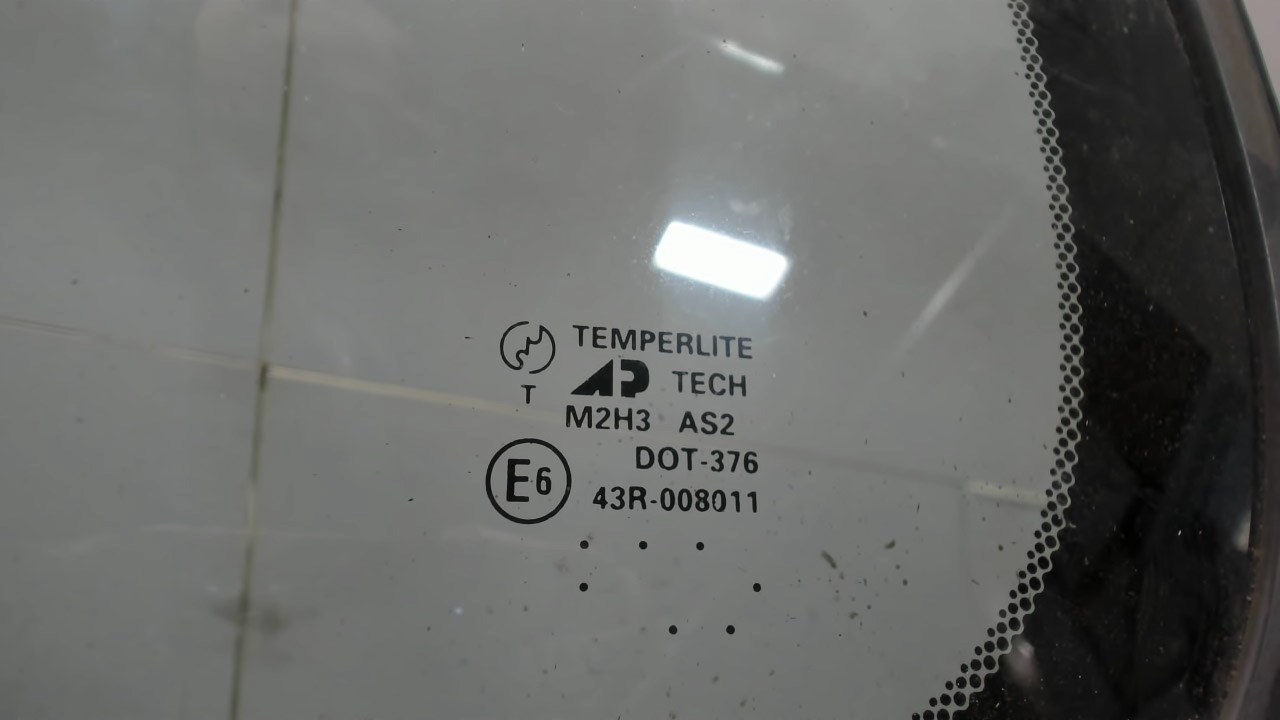 TEMPERLITE
T AP TECH
M2H3 AS2
DOT-376
E6 43R-008011